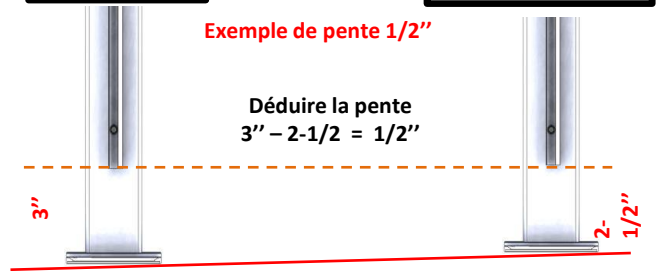 Exemple de pente 1/2’’
Déduire la pente
3’’ – 2-1/2 = 1/2’’
3’’
2-
1/2’’